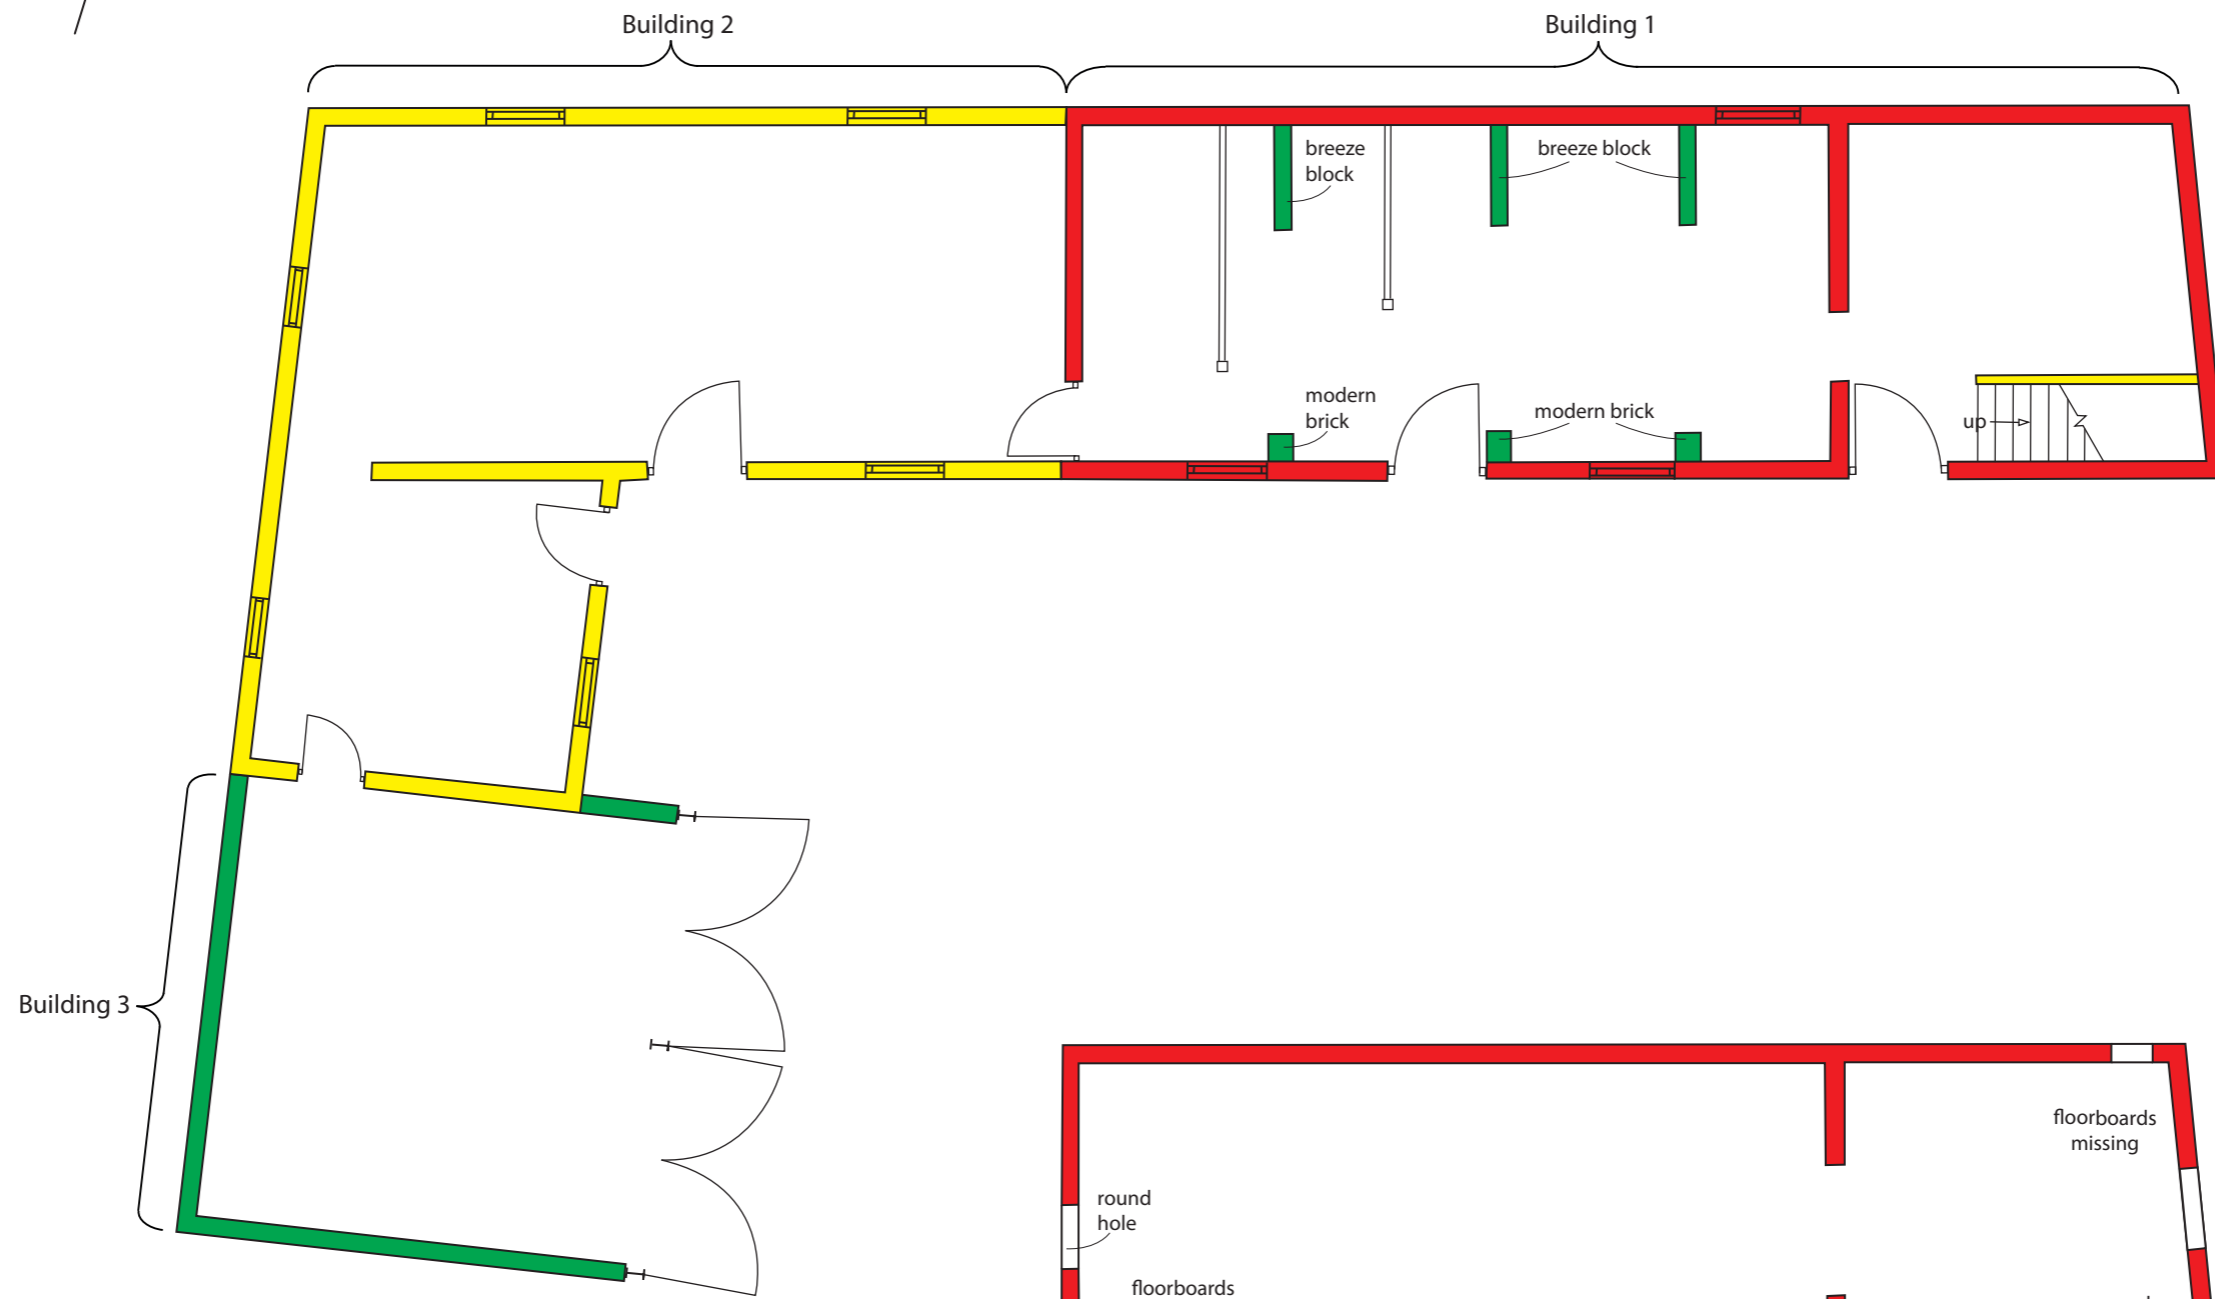 Building 2
Building 1
breeze
block
breeze block
modern
brick
modern brick
up
Building 3
floorboards
missing
round
hole
floorboards